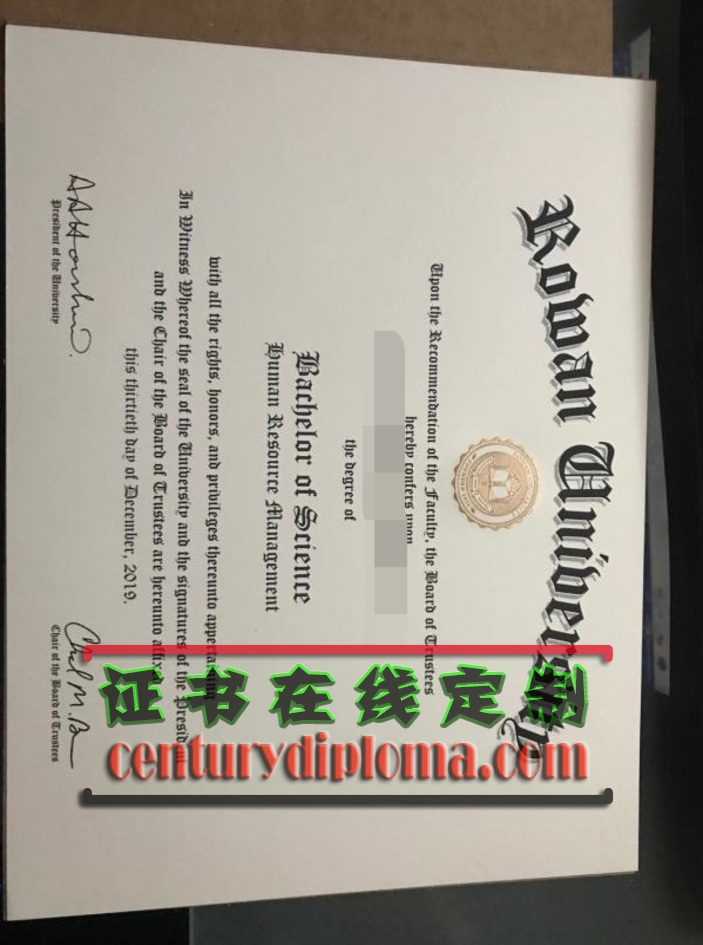 Rowan University
Upon the Recommendation of the Faculty, the Board of Trustees
hereby confers upon
the degree of
Bachelor of Science
Human Resource Management
with all the rights, honors, and privileges thereunto appertaining
In Witness Whereof the seal of the University and the signatures of the President
and the Chair of the Board of Trustees are hereunto affixed
this thirtieth day of December, 2019.
President of the University
Chair of the Board of Trustees
证书在线定制
centurydiploma.com